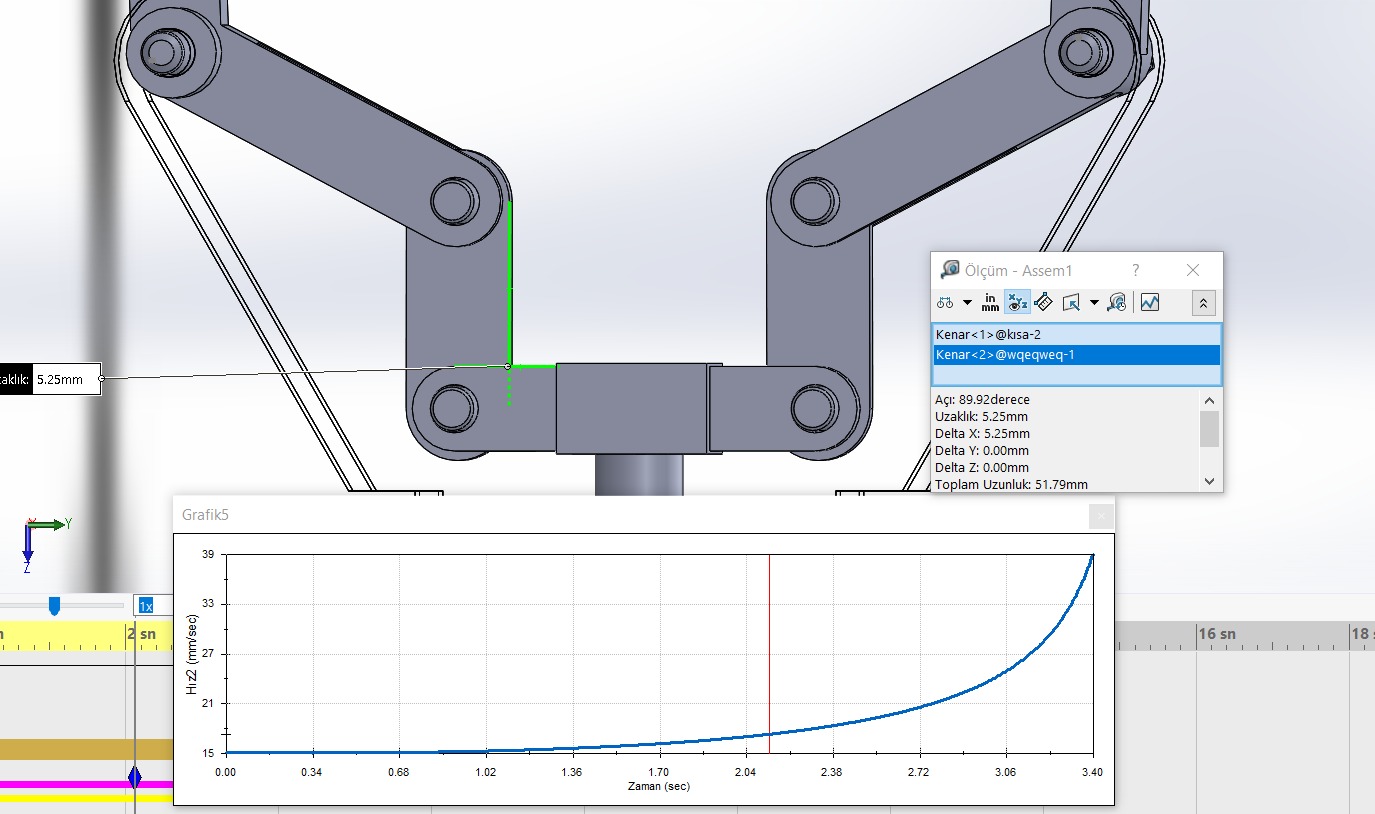 Ölçüm - Assem1
?
in
mm
Kenar<1>@kısa-2
Kenar<2>@wqeqweq-1
Açı: 89.92derece
Uzaklık: 5.25mm
Delta X: 5.25mm
Delta Y: 0.00mm
Delta Z: 0.00mm
Toplam Uzunluk: 51.79mm
aklık: 5.25mm
X
Y
Z
1x
2 sn
16 sn
18
Grafik5
39
33
27
21
15
Hız2 (mm/sec)
0.00 0.34 0.68 1.02 1.36 1.70 2.04 2.38 2.72 3.06 3.40
Zaman (sec)